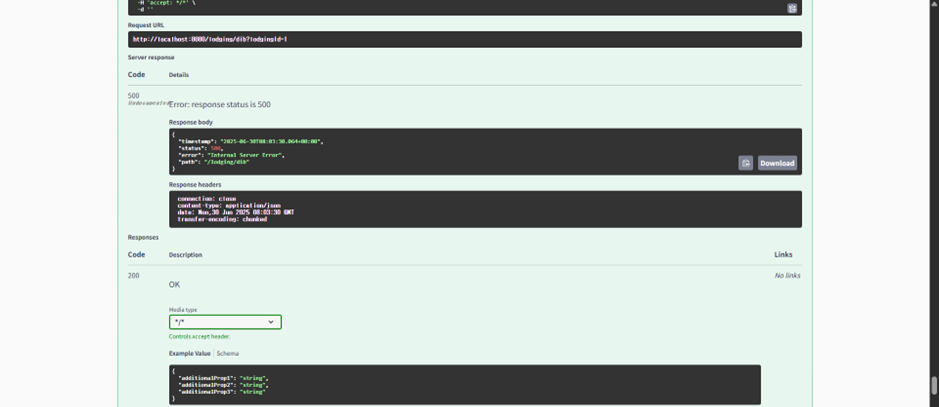 -H 'accept: */*' \
-d ''
Request URL
http://localhost:8080/lodging/dib?lodgingId=1
Server response
Code Details
500
Undocumented
Error: response status is 500
Response body
{
"timestamp": "2025-06-30T08:03:30.064+00:00",
"status": 500,
"error": "Internal Server Error",
"path": "/lodging/dib"
}
Download
Response headers
connection: close
content-type: application/json
date: Mon,30 Jun 2025 08:03:30 GMT
transfer-encoding: chunked
Responses
Code Description Links
200 No links
OK
Media type
*/*
Controls Accept header.
Example Value | Schema
{
"additionalProp1": "string",
"additionalProp2": "string",
"additionalProp3": "string"
}